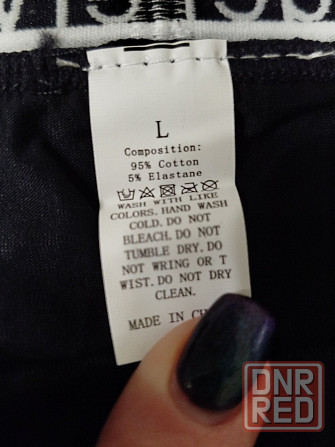 L
Composition:
95% Cotton
5% Elastane
WASH WITH LIKE
COLORS. HAND WASH
COLD. DO NOT
BLEACH. DO NOT
TUMBLE DRY. DO
NOT WRING OR T
WIST. DO NOT DRY
CLEAN.
MADE IN
DNR
RED